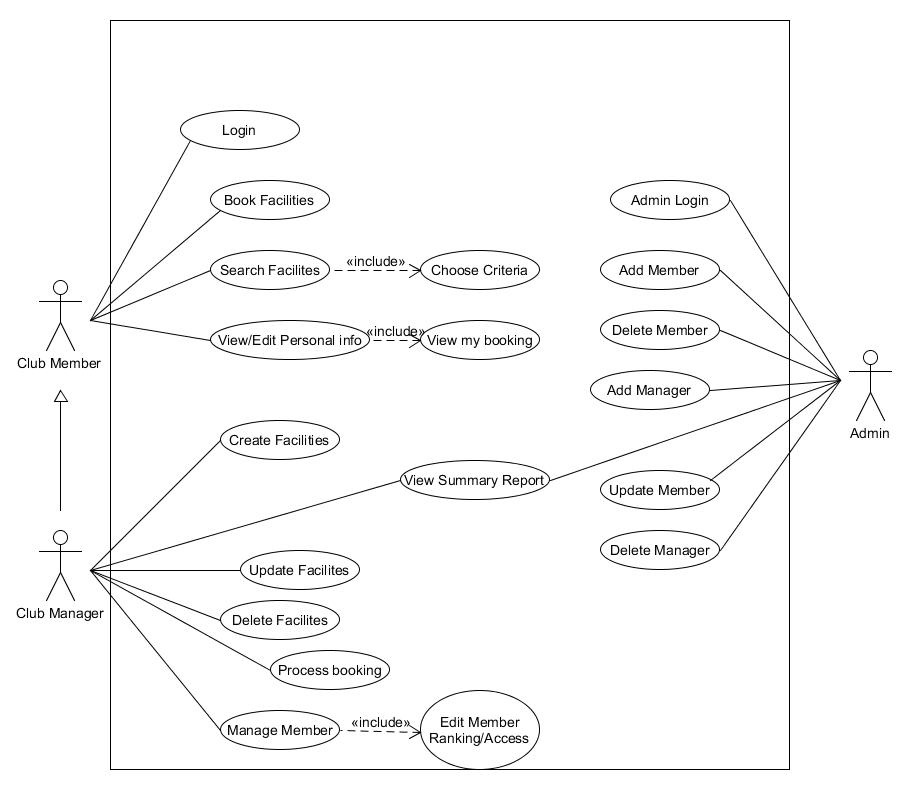 Login
Book Facilities
Admin Login
Search Facilites
«include»
Choose Criteria
Add Member
Club Member
View/Edit Personal info
«include»
View my booking
Delete Member
Add Manager
Admin
Create Facilities
View Summary Report
Update Member
Delete Manager
Club Manager
Update Facilites
Delete Facilites
Process booking
Manage Member
«include»
Edit Member
Ranking/Access